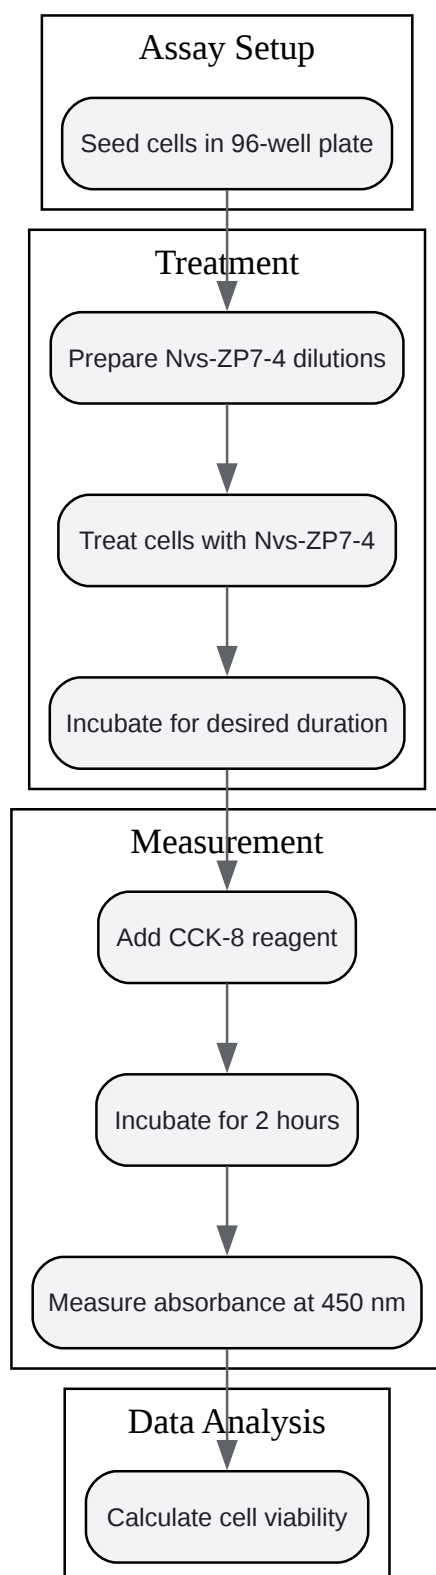 Assay Setup
Seed cells in 96-well plate
Treatment
Prepare Nvs-ZP7-4 dilutions
Treat cells with Nvs-ZP7-4
Incubate for desired duration
Measurement
Add CCK-8 reagent
Incubate for 2 hours
Measure absorbance at 450 nm
Data Analysis
Calculate cell viability